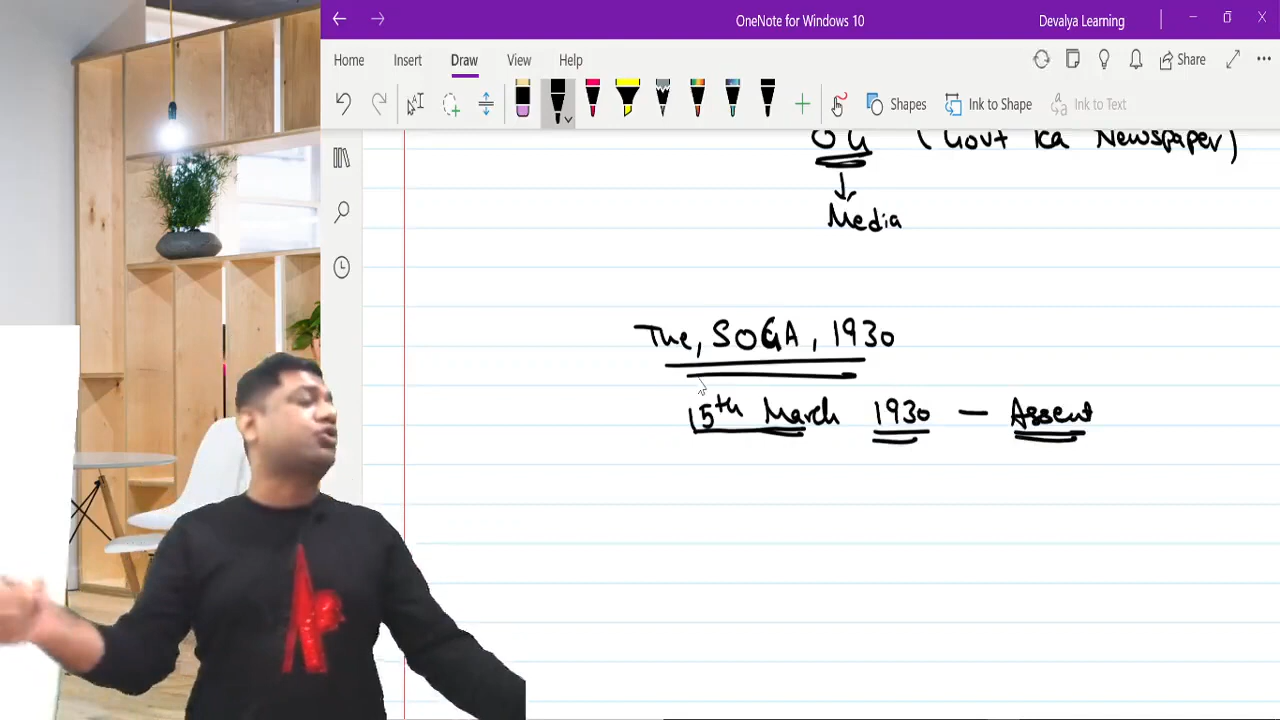 OneNote for Windows 10 Devalya Learning
Home Insert Draw View Help Share
Shapes Ink to Shape Ink to Text
OG (Govt ka Newspaper)
Media
The, SOGA, 1930
15th March 1930 — Assent